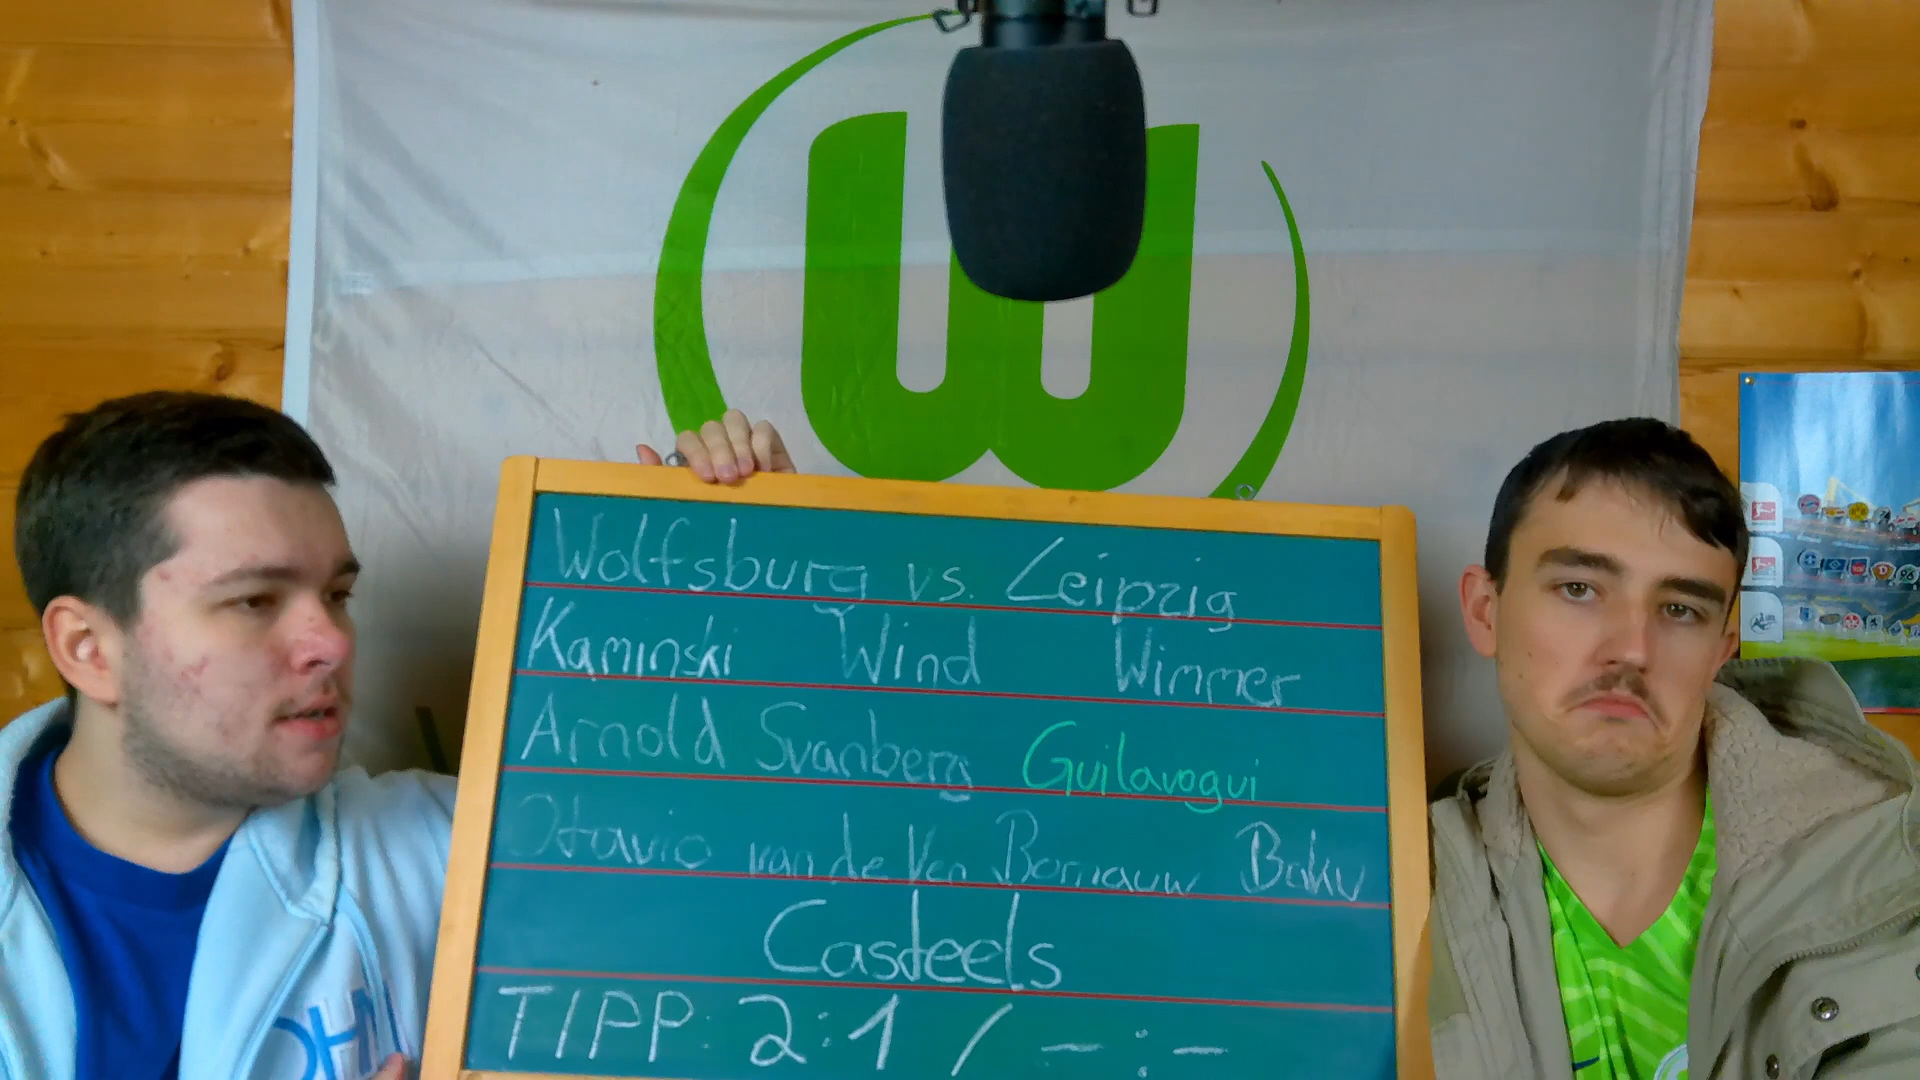 Wolfsburg vs. Leipzig
Kaminski Wind Wimmer
Arnold Svanberg Guilavogui
Otavio van de Ven Bornauw Baku
Casteels
TIPP: 2:1 / -:-
OHN